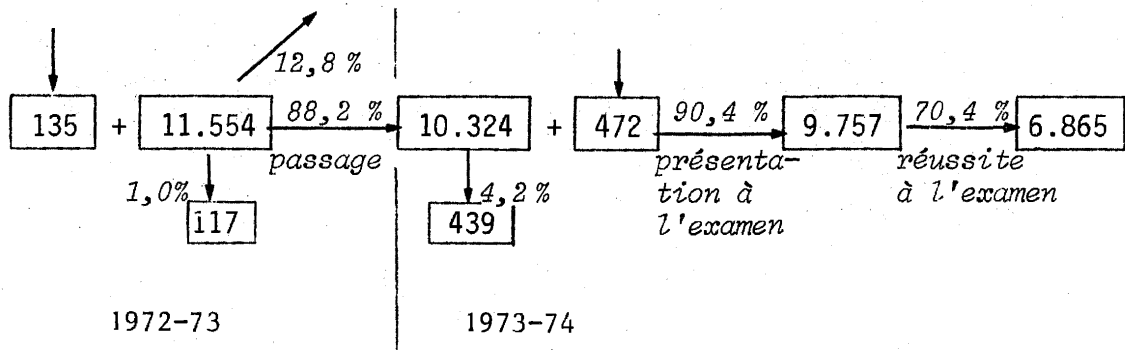 12,8 %
135 + 11.554 88,2 % 10.324 + 472 90,4 % 9.757 70,4 % 6.865
passage
présenta-
tion à
l'examen
réussite
à l'examen
1,0%
117
4,2%
439
1972-73
1973-74